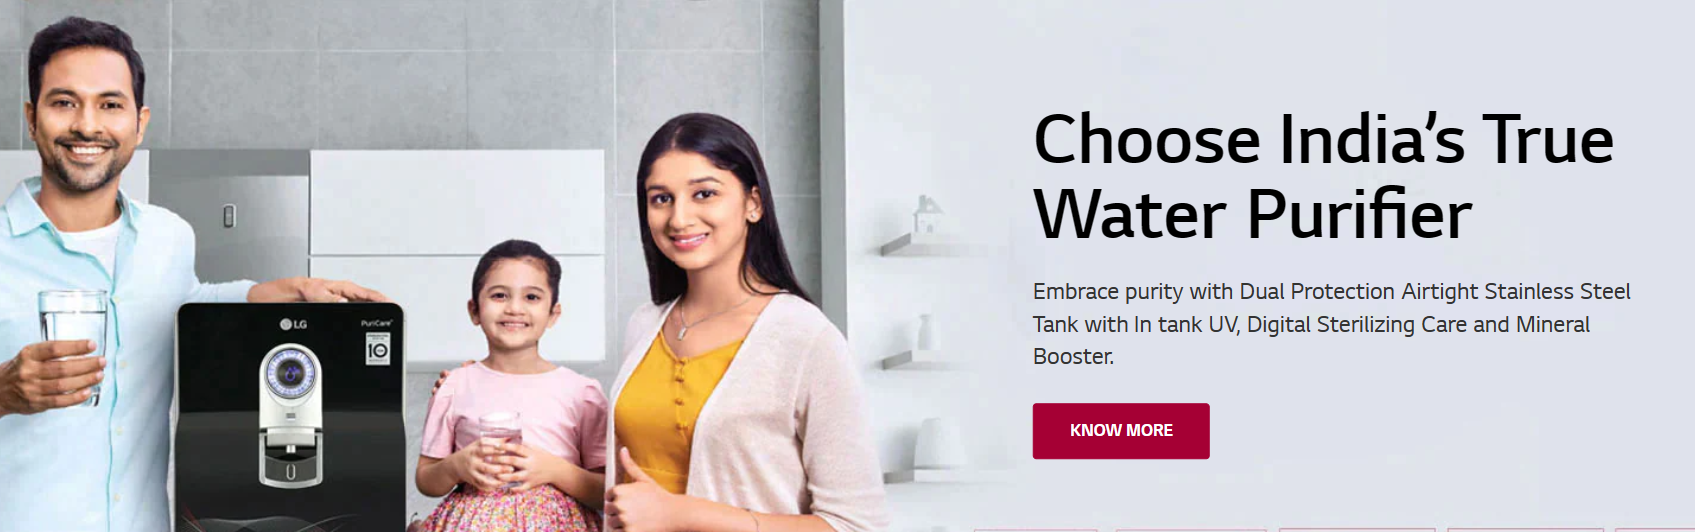 LG
PuriCare
10
Choose India's True
Water Purifier
Embrace purity with Dual Protection Airtight Stainless Steel
Tank with In tank UV, Digital Sterilizing Care and Mineral
Booster.
KNOW MORE